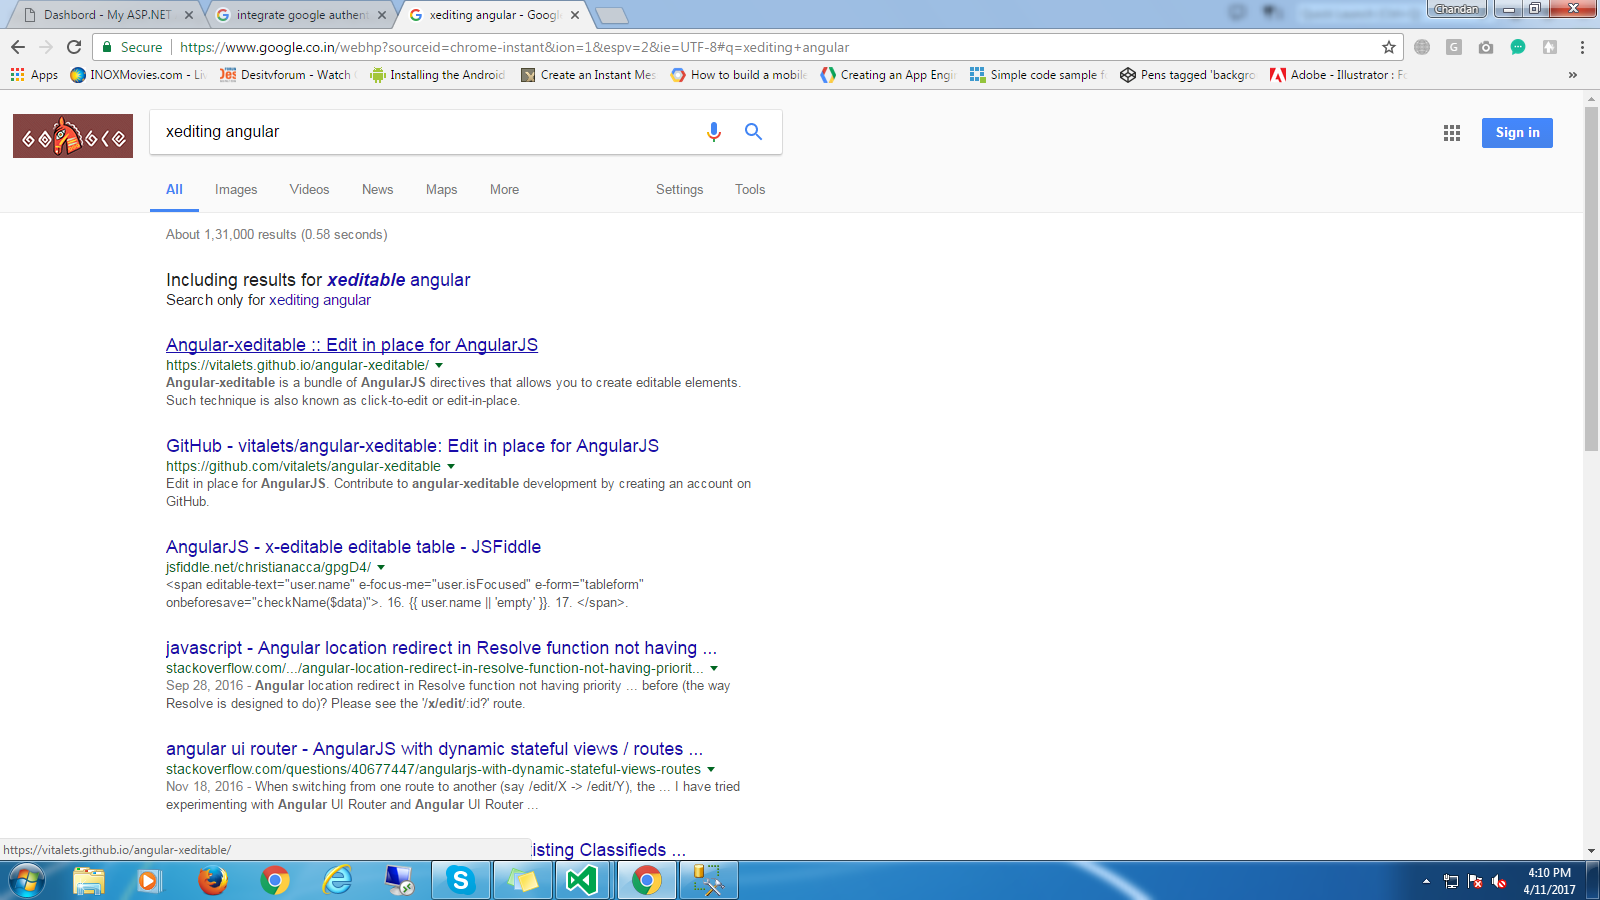 Dashbord - My ASP.NET
integrate google authent
xediting angular - Google
Chandan
Secure
https://www.google.co.in/webhp?sourceid=chrome-instant&ion=1&espv=2&ie=UTF-8#q=xediting+angular
Apps
INOXMovies.com - Li
Desitvforum - Watch
Installing the Android
Create an Instant Mes
How to build a mobile
Creating an App Engi
Simple code sample f
Pens tagged 'backgro
Adobe - Illustrator : F
»
xediting angular
Sign in
All Images Videos News Maps More Settings Tools
About 1,31,000 results (0.58 seconds)
Including results for xeditable angular
Search only for xediting angular
Angular-xeditable :: Edit in place for AngularJS
https://vitalets.github.io/angular-xeditable/
Angular-xeditable is a bundle of AngularJS directives that allows you to create editable elements.
Such technique is also known as click-to-edit or edit-in-place.
GitHub - vitalets/angular-xeditable: Edit in place for AngularJS
https://github.com/vitalets/angular-xeditable
Edit in place for AngularJS. Contribute to angular-xeditable development by creating an account on
GitHub.
AngularJS - x-editable editable table - JSFiddle
jsfiddle.net/christianacca/gpgD4/
<span editable-text="user.name" e-focus-me="user.isFocused" e-form="tableform"
onbeforesave="checkName($data)">. 16. {{ user.name || 'empty' }}. 17. </span>.
javascript - Angular location redirect in Resolve function not having ...
stackoverflow.com/.../angular-location-redirect-in-resolve-function-not-having-priorit...
Sep 28, 2016 - Angular location redirect in Resolve function not having priority ... before (the way
Resolve is designed to do)? Please see the '/x/edit/:id?' route.
angular ui router - AngularJS with dynamic stateful views / routes ...
stackoverflow.com/questions/40677447/angularjs-with-dynamic-stateful-views-routes
Nov 18, 2016 - When switching from one route to another (say /edit/X -> /edit/Y), the ... I have tried
experimenting with Angular UI Router and Angular UI Router ...
isting Classifieds ...
https://vitalets.github.io/angular-xeditable/
4:10 PM
4/11/2017